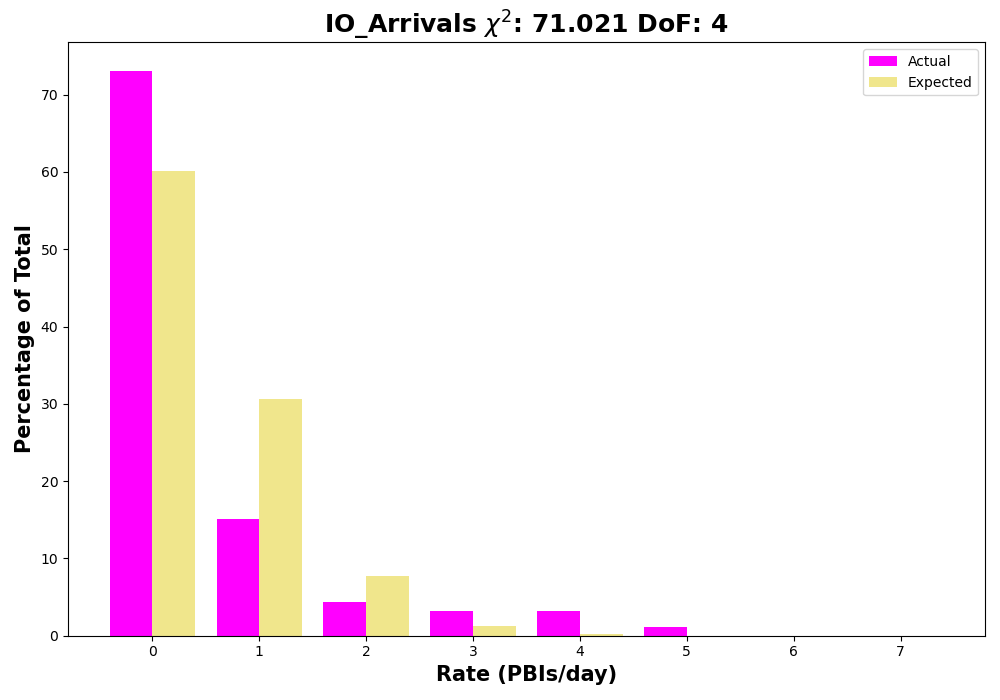 IO_Arrivals χ²: 71.021 DoF: 4
Actual
Expected
Percentage of Total
70
60
50
40
30
20
10
0
0 1 2 3 4 5 6 7
Rate (PBIs/day)